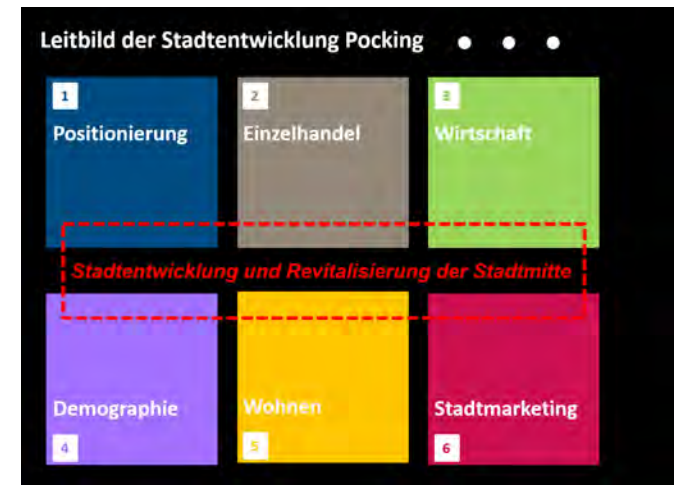 Leitbild der Stadtentwicklung Pocking
1
Positionierung
2
Einzelhandel
3
Wirtschaft
Stadtentwicklung und Revitalisierung der Stadtmitte
Demographie
4
Wohnen
5
Stadtmarketing
6